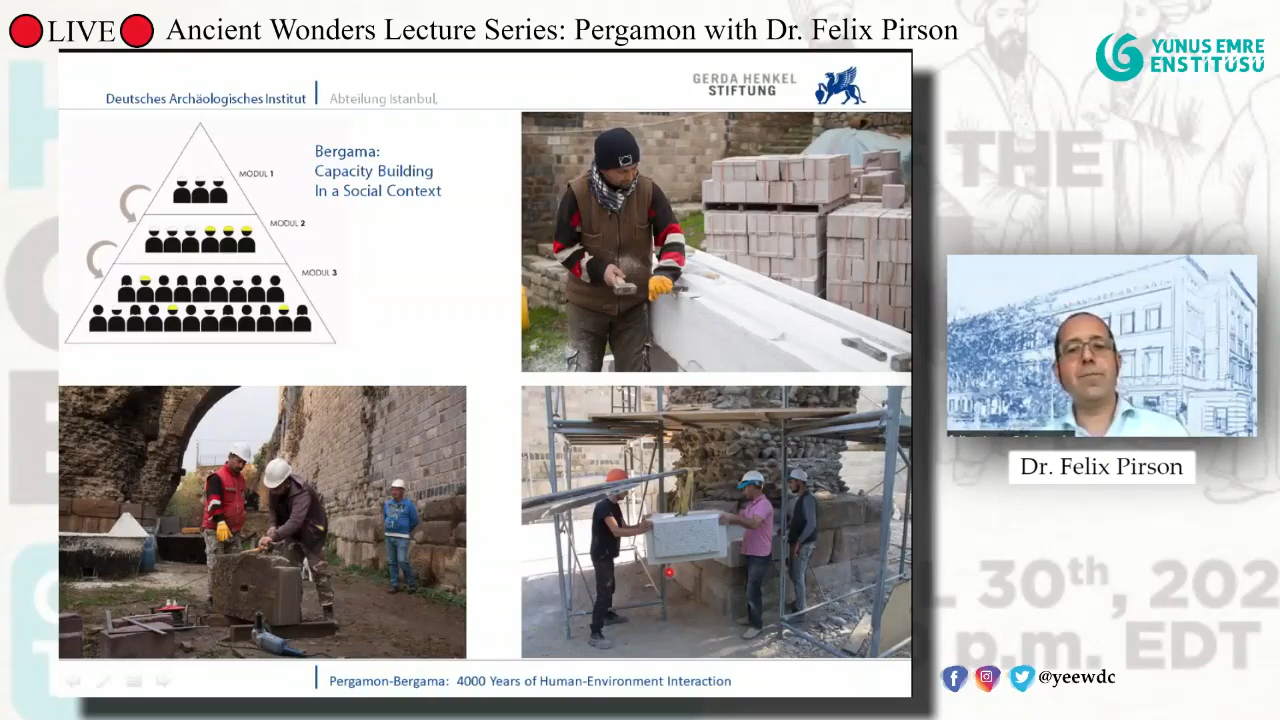 LIVE Ancient Wonders Lecture Series: Pergamon with Dr. Felix Pirson
YUNUS EMRE
ENSTİTÜSÜ
Deutsches Archäologisches Institut
Abteilung Istanbul,
GERDA HENKEL
STIFTUNG
Bergama:
Capacity Building
In a Social Context
MODUL 1
MODUL 2
MODUL 3
THE
Dr. Felix Pirson
30th, 202
p.m. EDT
Pergamon-Bergama: 4000 Years of Human-Environment Interaction
@yeewdc